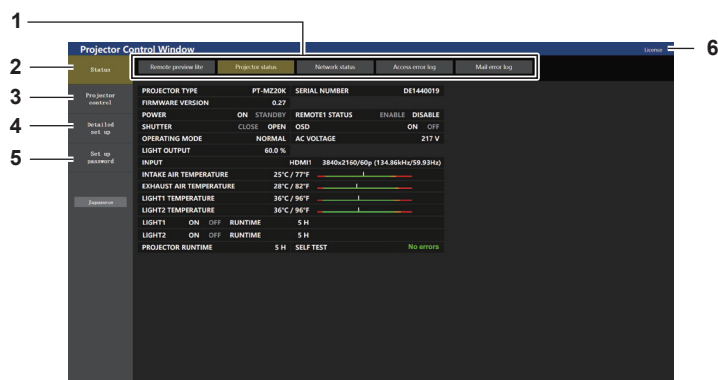 1
Projector Control Window
License
6
2
Status
Remote preview lite Projector status Network status Access error log Mail error log
3
Projector
control
4
Detailed
set up
5
Set up
password
Japanese
PROJECTOR TYPE PT-MZ20K SERIAL NUMBER DE1440019
FIRMWARE VERSION 0.27
POWER ON STANDBY REMOTE1 STATUS ENABLE DISABLE
SHUTTER CLOSE OPEN OSD ON OFF
OPERATING MODE NORMAL AC VOLTAGE 217 V
LIGHT OUTPUT 60.0 %
INPUT HDMI1 3840x2160/60p (134.86kHz/59.93Hz)
INTAKE AIR TEMPERATURE 25°C / 77°F
EXHAUST AIR TEMPERATURE 28°C / 82°F
LIGHT1 TEMPERATURE 36°C / 96°F
LIGHT2 TEMPERATURE 36°C / 96°F
LIGHT1 ON OFF RUNTIME 5 H
LIGHT2 ON OFF RUNTIME 5 H
PROJECTOR RUNTIME 5 H SELF TEST No errors